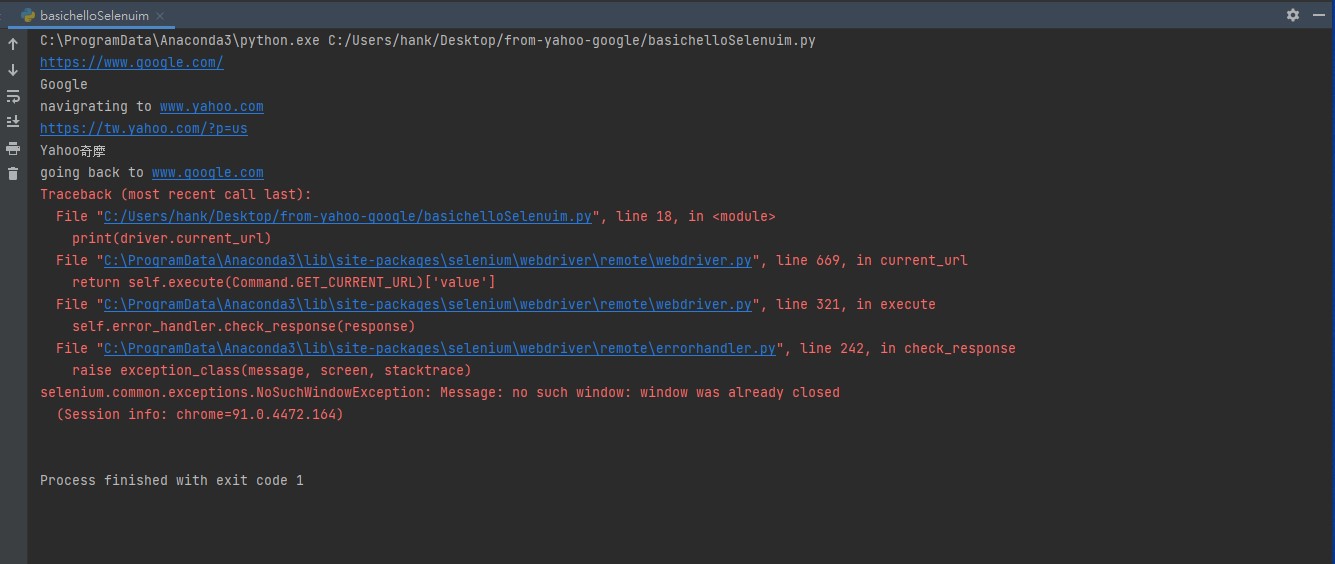 basichelloSelenuim
C:\ProgramData\Anaconda3\python.exe C:/Users/hank/Desktop/from-yahoo-google/basichelloSelenuim.py
https://www.google.com/
Google
navigrating to www.yahoo.com
https://tw.yahoo.com/?p=us
Yahoo奇摩
going back to www.google.com
Traceback (most recent call last):
  File "C:/Users/hank/Desktop/from-yahoo-google/basichelloSelenuim.py", line 18, in <module>
    print(driver.current_url)
  File "C:\ProgramData\Anaconda3\lib\site-packages\selenium\webdriver\remote\webdriver.py", line 669, in current_url
    return self.execute(Command.GET_CURRENT_URL)['value']
  File "C:\ProgramData\Anaconda3\lib\site-packages\selenium\webdriver\remote\webdriver.py", line 321, in execute
    self.error_handler.check_response(response)
  File "C:\ProgramData\Anaconda3\lib\site-packages\selenium\webdriver\remote\errorhandler.py", line 242, in check_response
    raise exception_class(message, screen, stacktrace)
selenium.common.exceptions.NoSuchWindowException: Message: no such window: window was already closed
  (Session info: chrome=91.0.4472.164)
Process finished with exit code 1